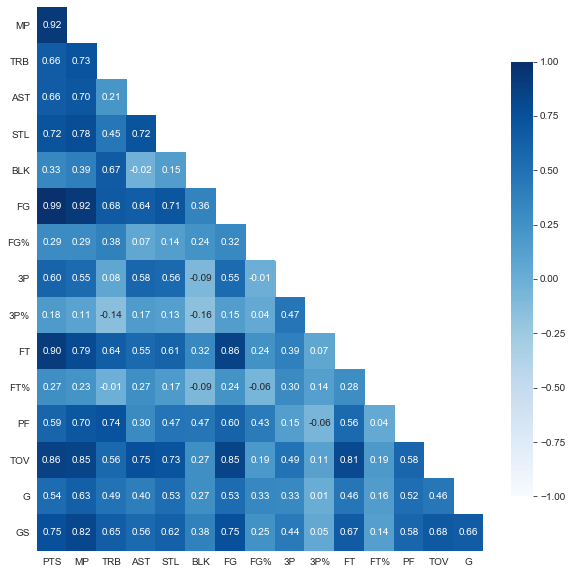 MP 0.92
TRB 0.66 0.73
AST 0.66 0.70 0.21
STL 0.72 0.78 0.45 0.72
BLK 0.33 0.39 0.67 -0.02 0.15
FG 0.99 0.92 0.68 0.64 0.71 0.36
FG% 0.29 0.29 0.38 0.07 0.14 0.24 0.32
3P 0.60 0.55 0.08 0.58 0.56 -0.09 0.55 -0.01
3P% 0.18 0.11 -0.14 0.17 0.13 -0.16 0.15 0.04 0.47
FT 0.90 0.79 0.64 0.55 0.61 0.32 0.86 0.24 0.39 0.07
FT% 0.27 0.23 -0.01 0.27 0.17 -0.09 0.24 -0.06 0.30 0.14 0.28
PF 0.59 0.70 0.74 0.30 0.47 0.47 0.60 0.43 0.15 -0.06 0.56 0.04
TOV 0.86 0.85 0.56 0.75 0.73 0.27 0.85 0.19 0.49 0.11 0.81 0.19 0.58
G 0.54 0.63 0.49 0.40 0.53 0.27 0.53 0.33 0.33 0.01 0.46 0.16 0.52 0.46
GS 0.75 0.82 0.65 0.56 0.62 0.38 0.75 0.25 0.44 0.05 0.67 0.14 0.58 0.68 0.66
PTS MP TRB AST STL BLK FG FG% 3P 3P% FT FT% PF TOV G
1.00
0.75
0.50
0.25
0.00
−0.25
−0.50
−0.75
−1.00